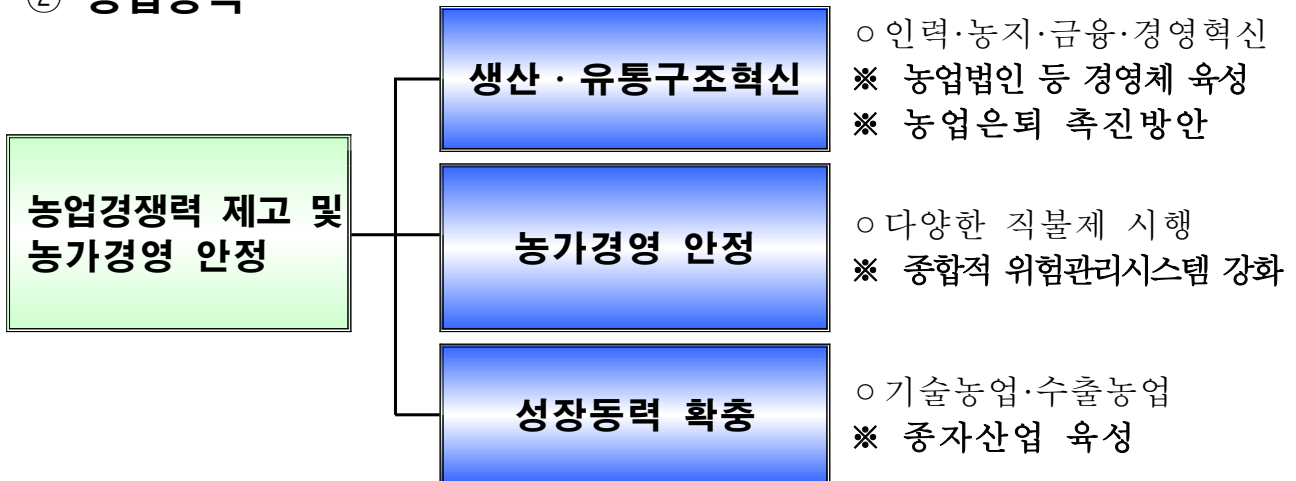 ② 농업정책
생산 · 유통구조혁신
○ 인력·농지·금융·경영혁신
※ 농업법인 등 경영체 육성
※ 농업은퇴 촉진방안
농업경쟁력 제고 및
농가경영 안정
농가경영 안정
○ 다양한 직불제 시행
※ 종합적 위험관리시스템 강화
성장동력 확충
○ 기술농업·수출농업
※ 종자산업 육성